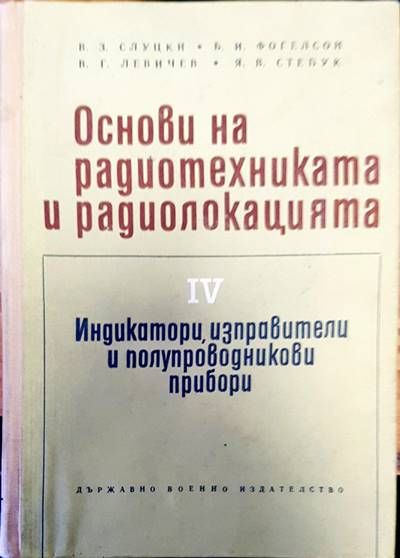 В. З. СЛУЦКИ • Б. И. ФОГЕЛСОН
В. Г. ЛЕВИЧЕВ • Я. В. СТЕБУК
Основи на
радиотехниката
и радиолокацията
IV
Индикатори, изправители
и полупроводникови
прибори
ДЪРЖАВНО ВОЕННО ИЗДАТЕЛСТВО